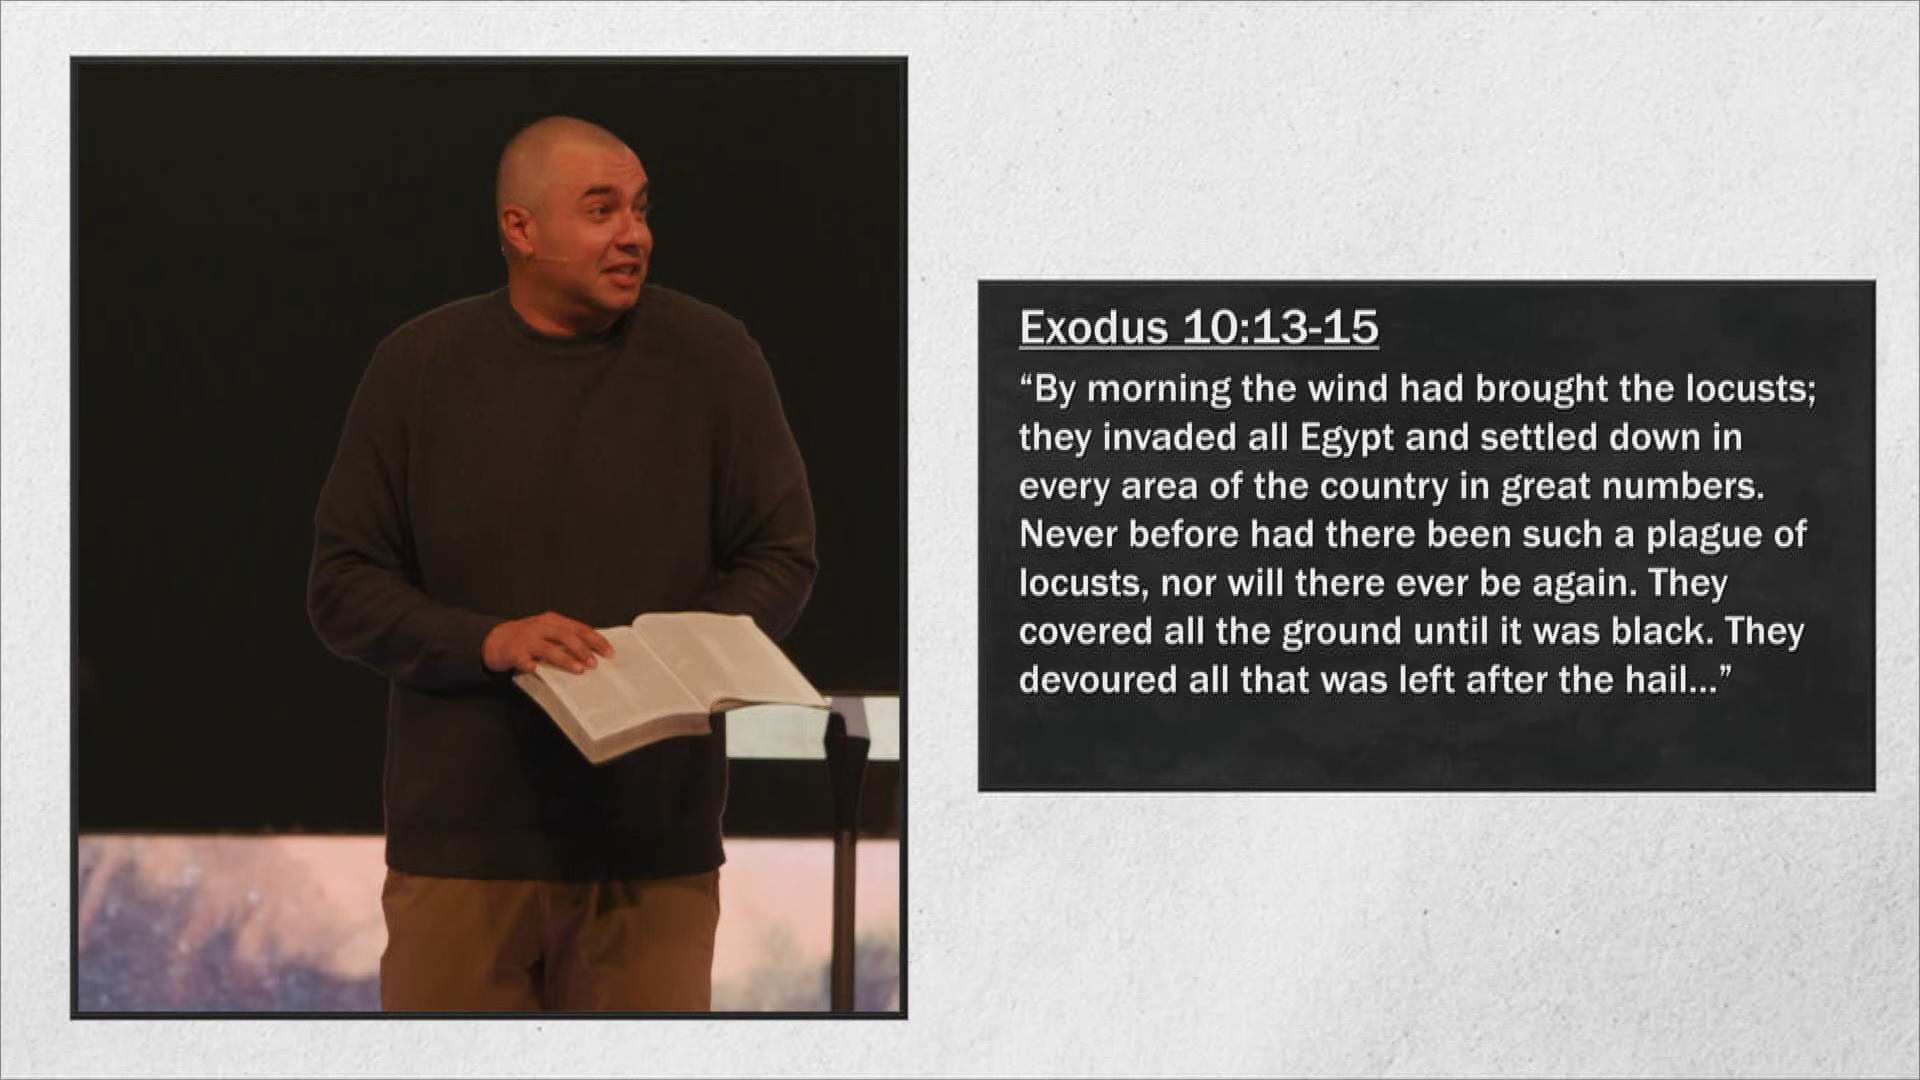 Exodus 10:13-15
“By morning the wind had brought the locusts;
they invaded all Egypt and settled down in
every area of the country in great numbers.
Never before had there been such a plague of
locusts, nor will there ever be again. They
covered all the ground until it was black. They
devoured all that was left after the hail...”